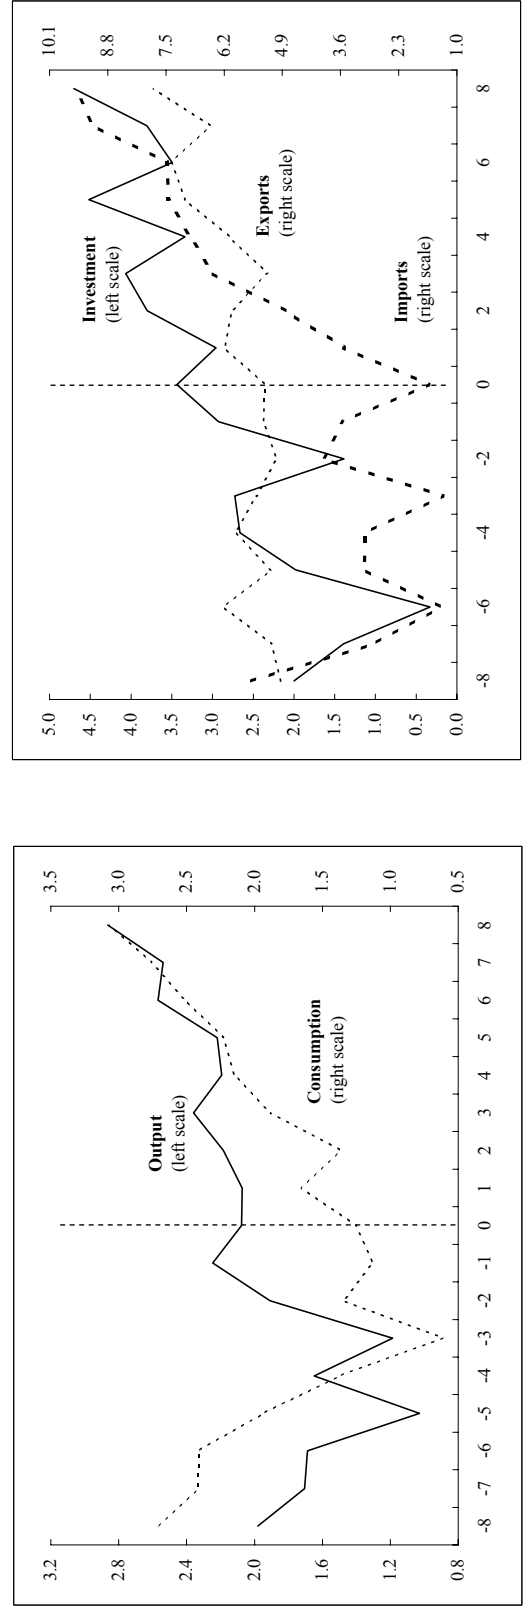 3.2
2.8
2.4
2.0
1.6
1.2
0.8
Output
(left scale)
Consumption
(right scale)
3.5
3.0
2.5
2.0
1.5
1.0
0.5
-8 -7 -6 -5 -4 -3 -2 -1 0 1 2 3 4 5 6 7 8
5.0
4.5
4.0
3.5
3.0
2.5
2.0
1.5
1.0
0.5
0.0
Investment
(left scale)
Exports
(right scale)
Imports
(right scale)
10.1
8.8
7.5
6.2
4.9
3.6
2.3
1.0
-8 -6 -4 -2 0 2 4 6 8